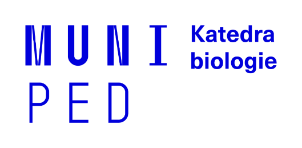 MUNI
PED
Katedra
biologie